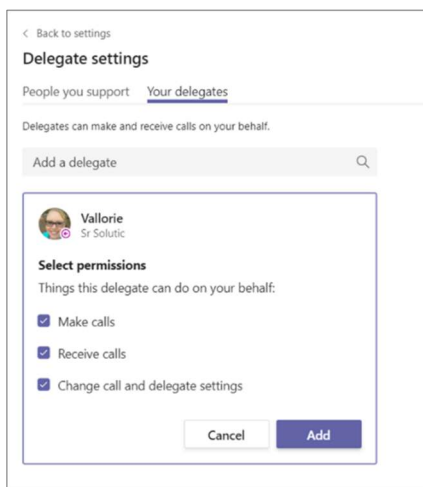 < Back to settings
Delegate settings
People you support Your delegates
Delegates can make and receive calls on your behalf.
Add a delegate
Vallorie
Sr Solutic
Select permissions
Things this delegate can do on your behalf:
Make calls
Receive calls
Change call and delegate settings
Cancel Add